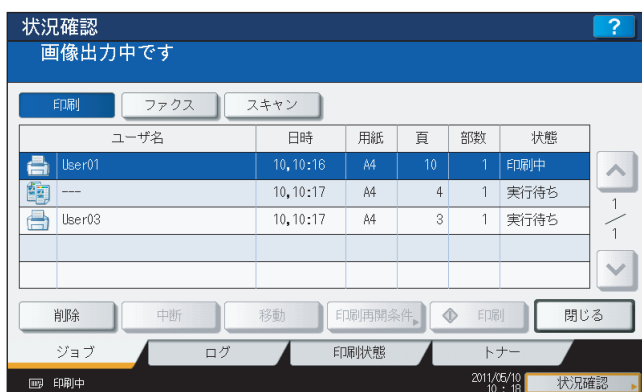 状況確認
?
画像出力中です
印刷 ファクス スキャン
ユーザ名 日時 用紙 頁 部数 状態
User01 10,10:16 A4 10 1 印刷中
--- 10,10:17 A4 4 1 実行待ち
User03 10,10:17 A4 3 1 実行待ち
1
1
削除 中断 移動 印刷再開条件 印刷 閉じる
ジョブ ログ 印刷状態 トナー
印刷中 2011/05/10
10:18 状況確認